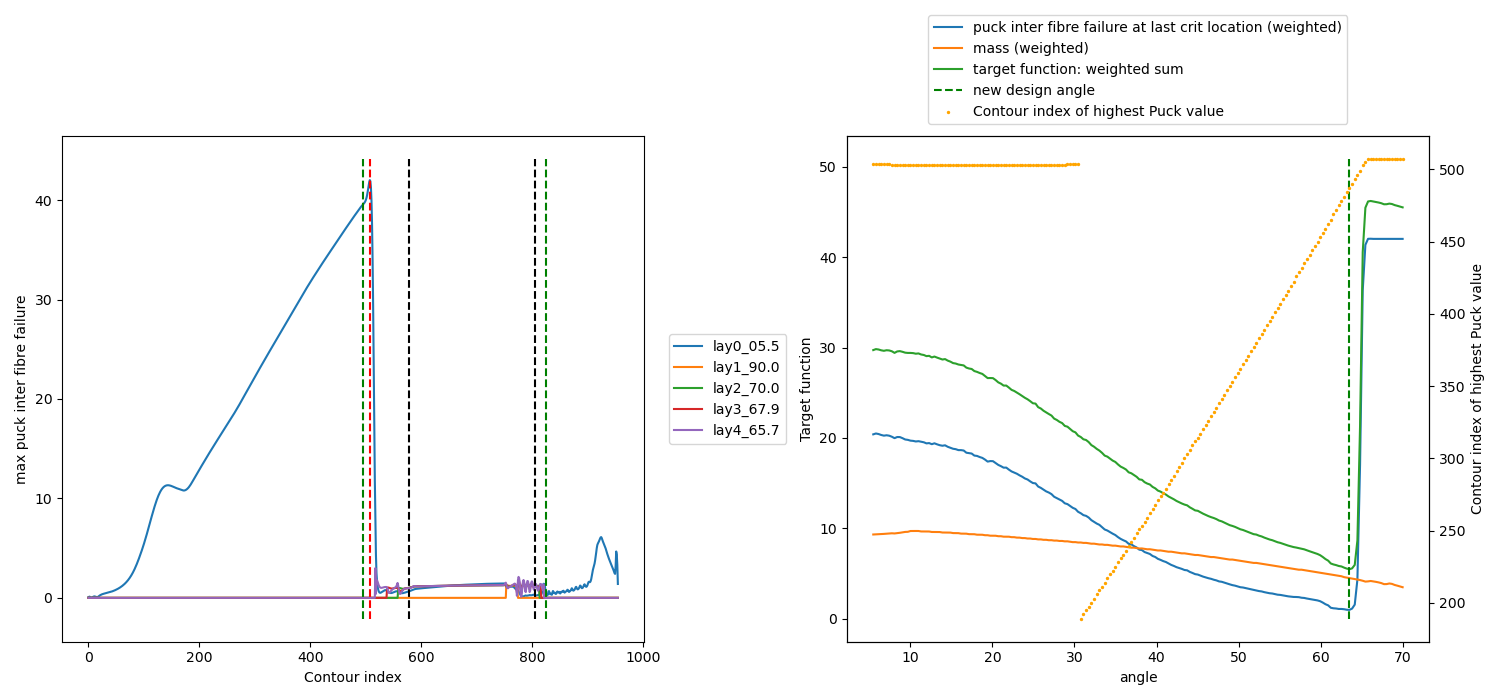 puck inter fibre failure at last crit location (weighted)
mass (weighted)
target function: weighted sum
new design angle
Contour index of highest Puck value
max puck inter fibre failure
40
30
20
10
0
0
200
400
600
800
1000
Contour index
lay0_05.5
lay1_90.0
lay2_70.0
lay3_67.9
lay4_65.7
Target function
50
40
30
20
10
0
10
20
30
40
50
60
70
angle
500
450
400
350
300
250
200
Contour index of highest Puck value